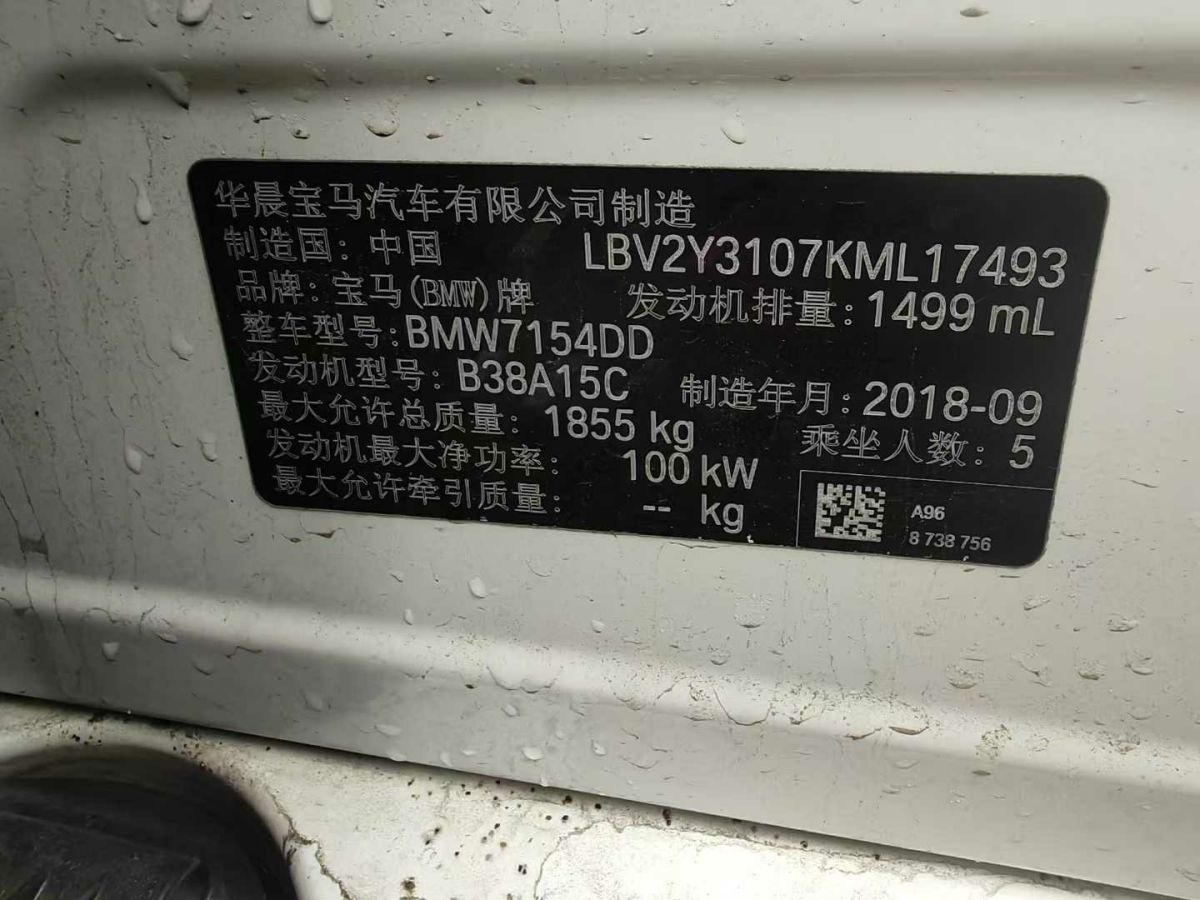 华晨宝马汽车有限公司制造
制造国：中国 LBV2Y3107KML17493
品牌：宝马(BMW)牌 发动机排量：1499 mL
整车型号：BMW7154DD
发动机型号：B38A15C 制造年月：2018-09
最大允许总质量：1855 kg 乘坐人数：5
发动机最大净功率：100 kW
最大允许牵引质量：-- kg
A96
8 738 756